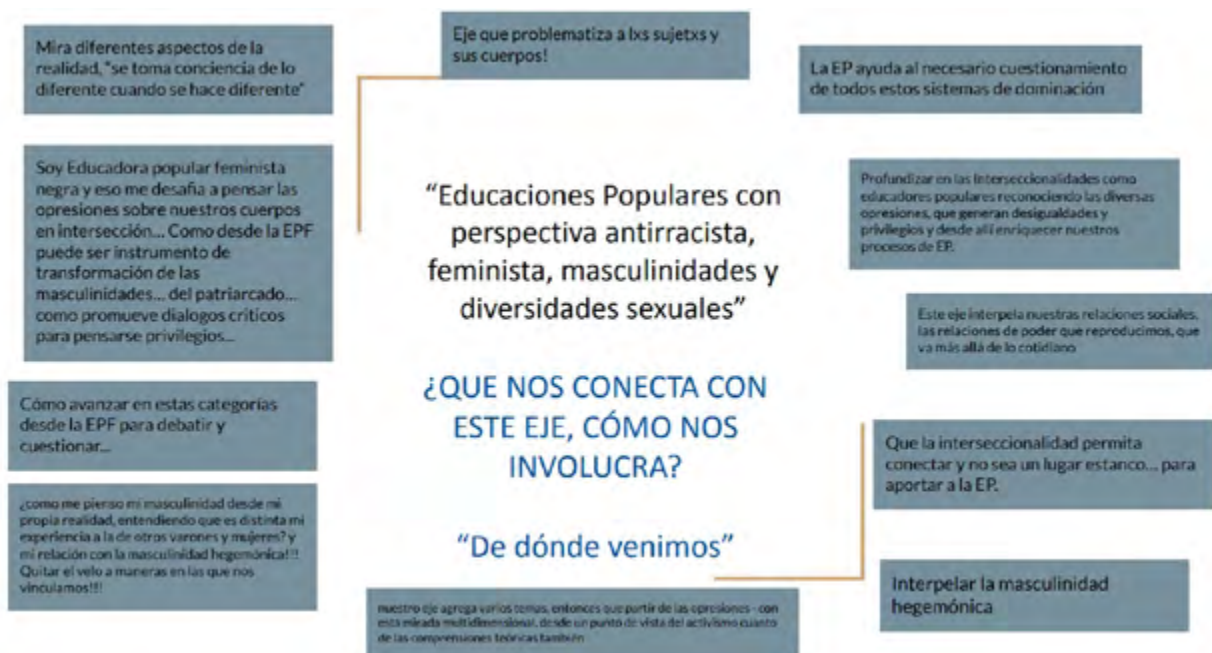 Mira diferentes aspectos de la
realidad, "se toma conciencia de lo
diferente cuando se hace diferente"
Eje que problematiza a lxs sujetxs y
sus cuerpos!
La EP ayuda al necesario cuestionamiento
de todos estos sistemas de dominación
Soy Educadora popular feminista
negra y eso me desafía a pensar las
opresiones sobre nuestros cuerpos
en intersección... Como desde la EPF
puede ser instrumento de
transformación de las
masculinidades... del patriarcado...
como promueve dialogos críticos
para pensarse privilegios...
"Educaciones Populares con
perspectiva antirracista,
feminista, masculinidades y
diversidades sexuales"
Profundizar en las Interseccionalidades como
educadores populares reconociendo las diversas
opresiones, que generan desigualdades y
privilegios y desde allí enriquecer nuestros
procesos de EP.
Este eje interpela nuestras relaciones sociales,
las relaciones de poder que reproducimos, que
va más allá de lo cotidiano
¿QUE NOS CONECTA CON
ESTE EJE, CÓMO NOS
INVOLUCRA?
Cómo avanzar en estas categorías
desde la EPF para debatir y
cuestionar...
Que la interseccionalidad permita
conectar y no sea un lugar estanco... para
aportar a la EP.
¿como me pienso mi masculinidad desde mi
propia realidad, entendiendo que es distinta mi
experiencia a la de otros varones y mujeres? y
mi relación con la masculinidad hegemónica!!!
Quitar el velo a maneras en las que nos
vinculamos!!!
"De dónde venimos"
Interpelar la masculinidad
hegemónica
nuestro eje agrega varios temas, entonces que partir de las opresiones - con
esta mirada multidimensional, desde un punto de vista del activismo cuanto
de las comprensiones teóricas también